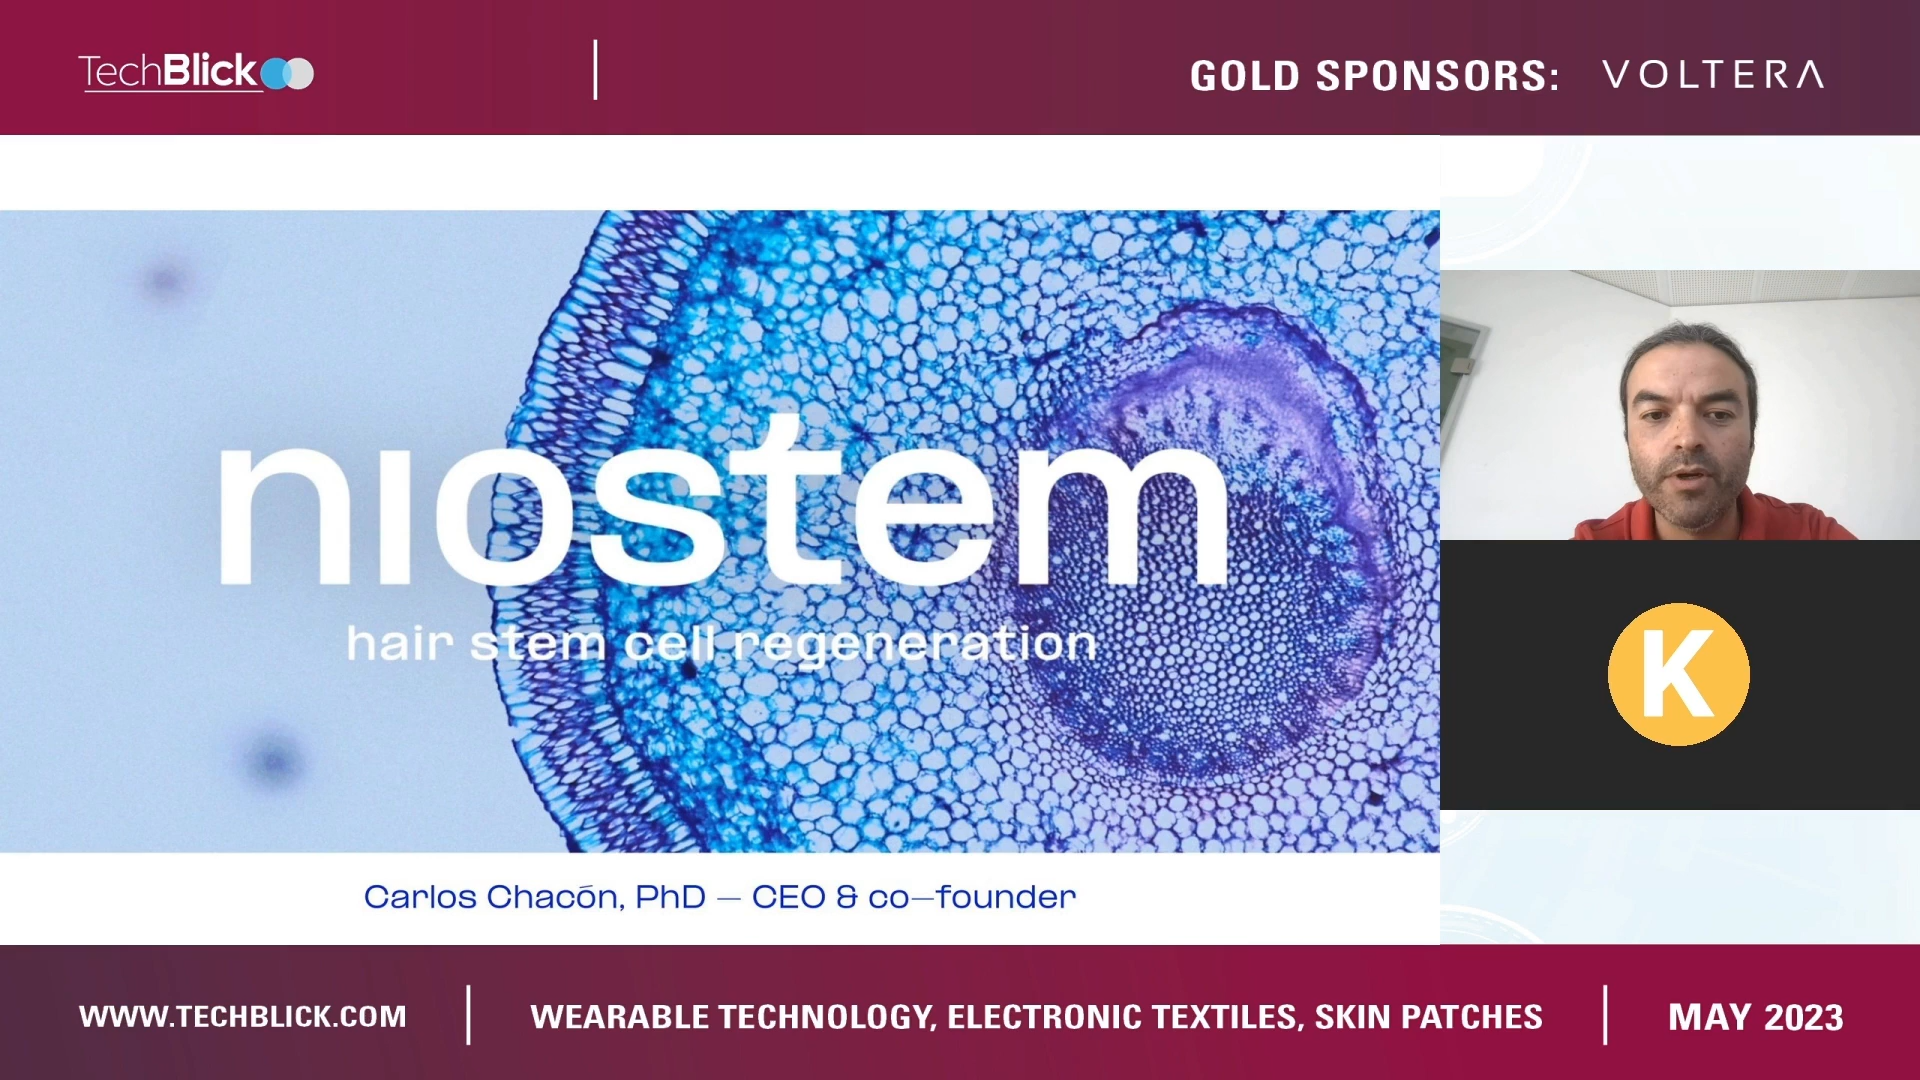 TechBlick
GOLD SPONSORS: VOLTERA
niostem
hair stem cell regeneration
Carlos Chacón, PhD — CEO & co—founder
K
WWW.TECHBLICK.COM
WEARABLE TECHNOLOGY, ELECTRONIC TEXTILES, SKIN PATCHES
MAY 2023